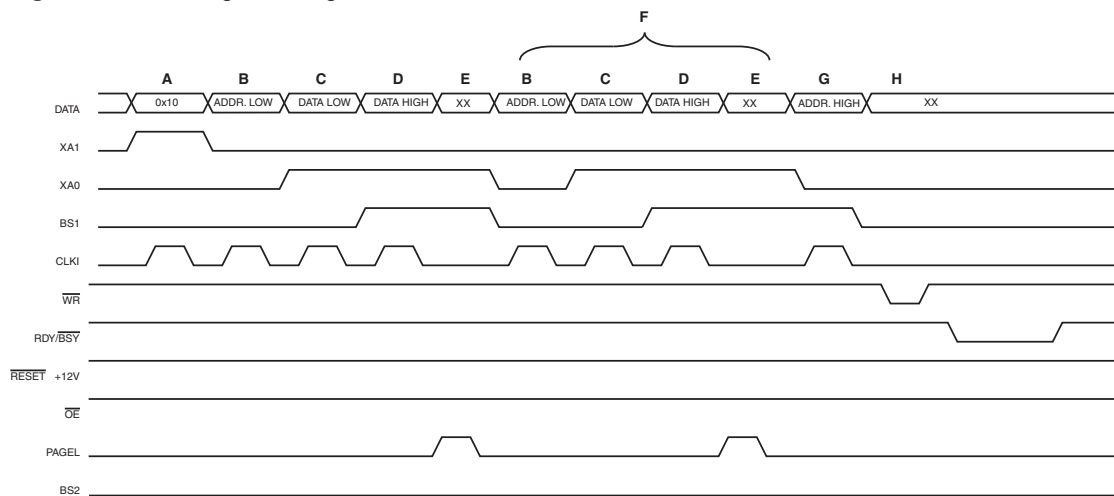 F
A B C D E B C D E G H
DATA 0x10 ADDR. LOW DATA LOW DATA HIGH XX ADDR. LOW DATA LOW DATA HIGH XX ADDR. HIGH XX
XA1
XA0
BS1
CLKI
WR
RDY/BSY
RESET +12V
OE
PAGEL
BS2